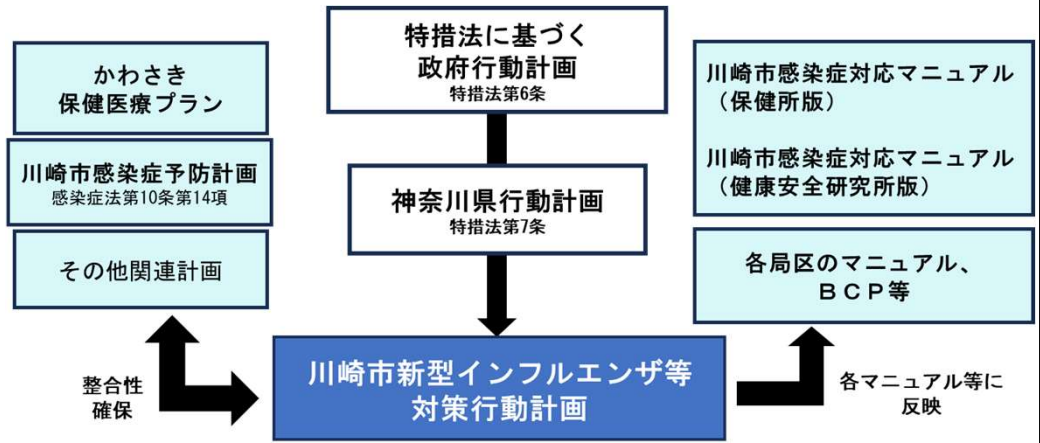 かわさき
保健医療プラン
川崎市感染症予防計画
感染症法第10条第14項
その他関連計画
整合性
確保
特措法に基づく
政府行動計画
特措法第6条
神奈川県行動計画
特措法第7条
川崎市新型インフルエンザ等
対策行動計画
川崎市感染症対応マニュアル
（保健所版）
川崎市感染症対応マニュアル
（健康安全研究所版）
各局区のマニュアル、
ＢＣＰ等
各マニュアル等に
反映